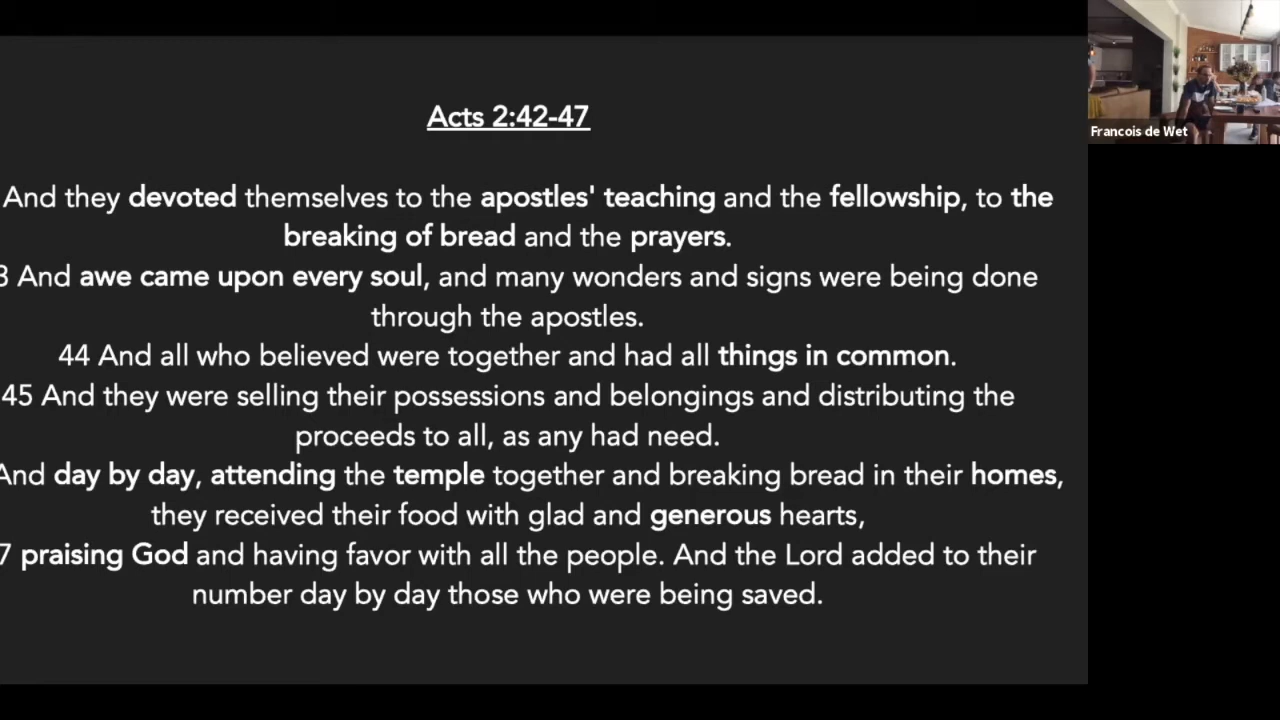 Acts 2:42-47
And they devoted themselves to the apostles' teaching and the fellowship, to the
breaking of bread and the prayers.
3 And awe came upon every soul, and many wonders and signs were being done
through the apostles.
44 And all who believed were together and had all things in common.
45 And they were selling their possessions and belongings and distributing the
proceeds to all, as any had need.
And day by day, attending the temple together and breaking bread in their homes,
they received their food with glad and generous hearts,
7 praising God and having favor with all the people. And the Lord added to their
number day by day those who were being saved.
Francois de Wet